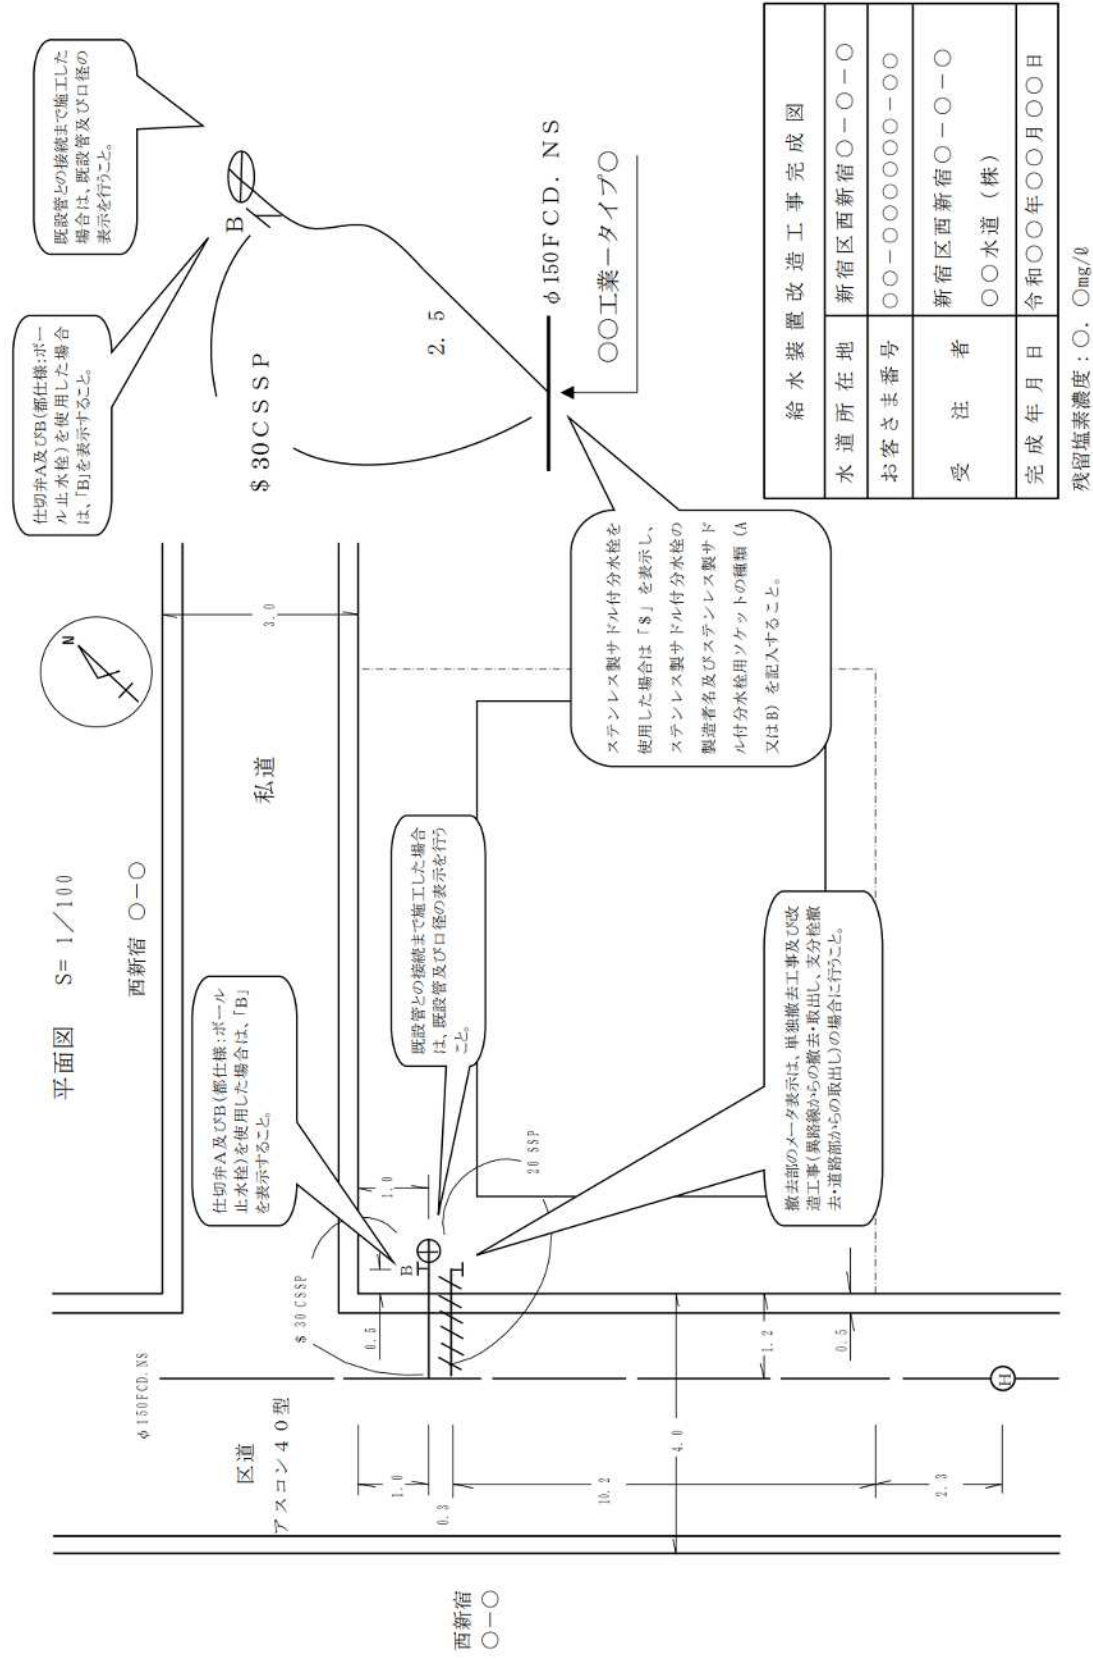 平面図　S= 1／100
西新宿　○ー○
N
私道
3.0
仕切弁A及びB(都仕様：ボール
止水栓)を使用した場合は、「B」
を表示すること。
既設管との接続まで施工した場合
は、既設管及び口径の表示を行う
こと。
撤去部のメータ表示は、単独撤去工事及び改
造工事(異路線からの撤去・取出し、支分栓撤
去・道路部からの取出し)の場合に行うこと。
φ150FCD.NS
$ 30CSSP
B
1.0
20 SSP
0.5
区道
アスコン40型
1.0
0.3
10.2
2.3
4.0
1.2
0.5
H
西新宿
○ー○
仕切弁A及びB(都仕様：ボー
ル止水栓)を使用した場合
は、「B」を表示すること。
既設管との接続まで施工した
場合は、既設管及び口径の
表示を行うこと。
B
$ 30CSSP
2. 5
φ150FCD. NS
○○工業ータイプ○
ステンレス製サドル付分水栓を
使用した場合は「$」を表示し、
ステンレス製サドル付分水栓の
製造者名及びステンレス製サド
ル付分水栓用ソケットの種類（A
又はB）を記入すること。
給水装置改造工事完成図
水道所在地　新宿区西新宿○ー○ー○
お客さま番号　○○ー○○○○○○ー○○
受注者　新宿区西新宿○ー○ー○
○○水道（株）
完成年月日　令和○○年○○月○○日
残留塩素濃度：○．○mg/ℓ